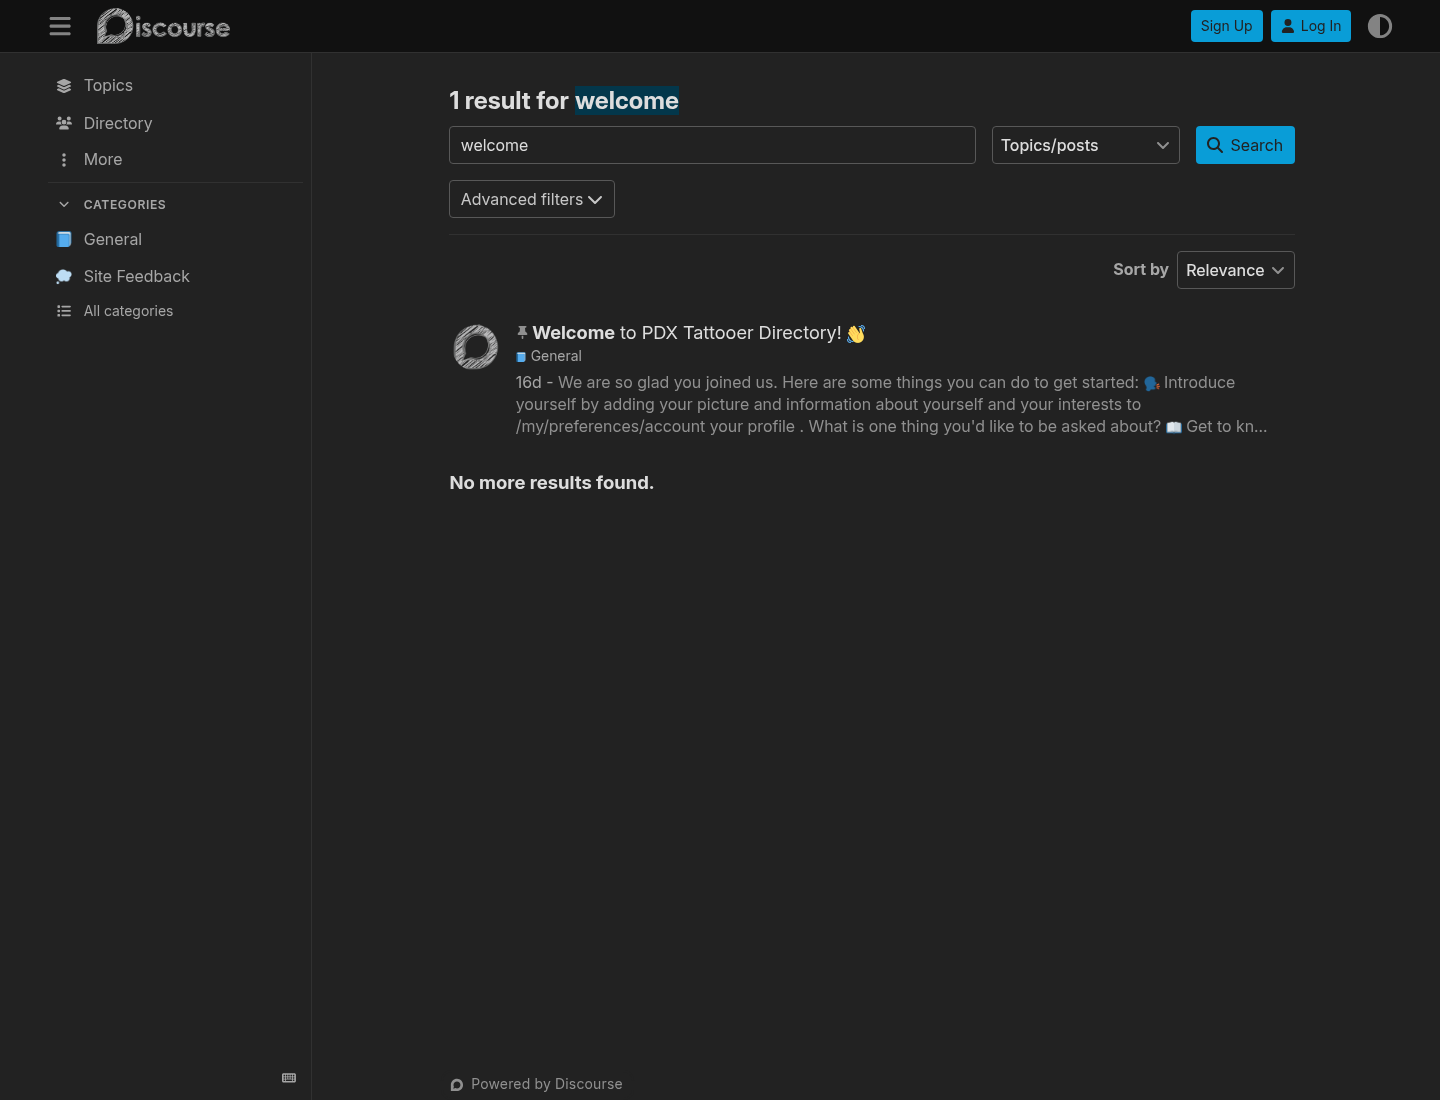 Discourse
Sign Up
Log In
Topics
Directory
More
CATEGORIES
General
Site Feedback
All categories
1 result for welcome
welcome
Topics/posts
Search
Advanced filters
Sort by
Relevance
Welcome to PDX Tattooer Directory! 👋
General
16d - We are so glad you joined us. Here are some things you can do to get started: 🗣️ Introduce
yourself by adding your picture and information about yourself and your interests to
/my/preferences/account your profile . What is one thing you'd like to be asked about? 📖 Get to kn...
No more results found.
Powered by Discourse